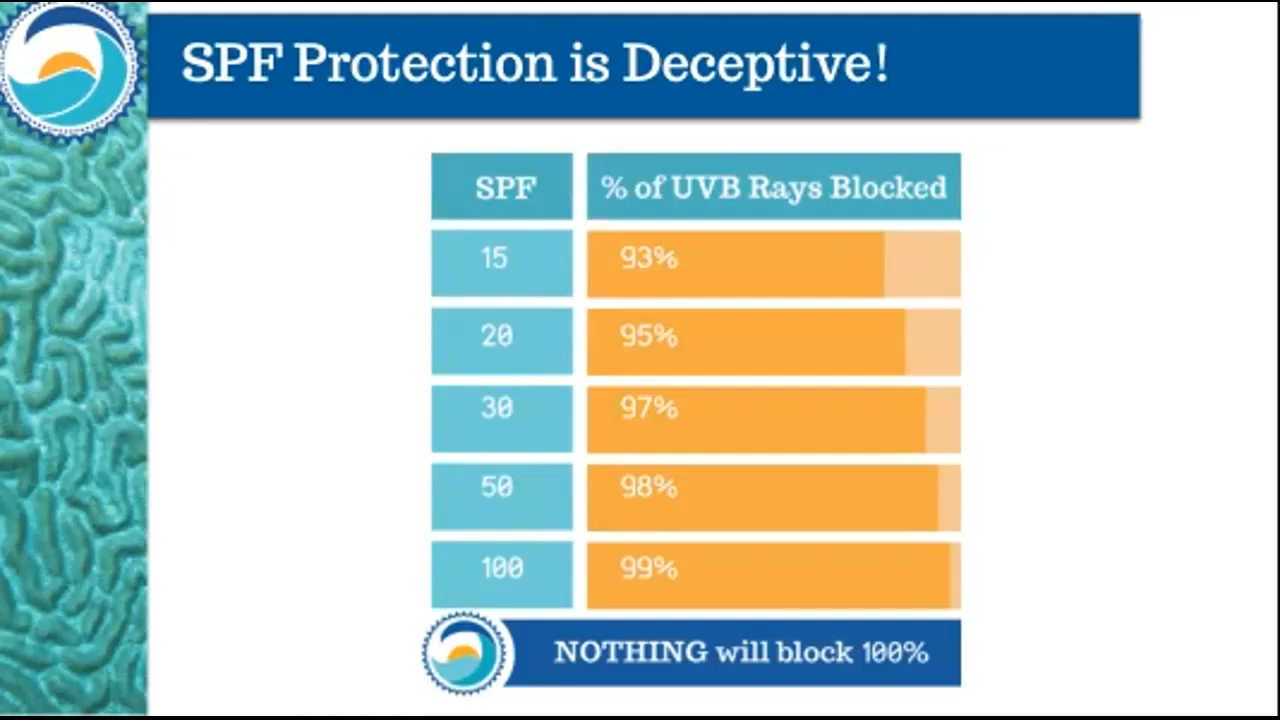 SPF Protection is Deceptive!
SPF % of UVB Rays Blocked
15 93%
20 95%
30 97%
50 98%
100 99%
NOTHING will block 100%